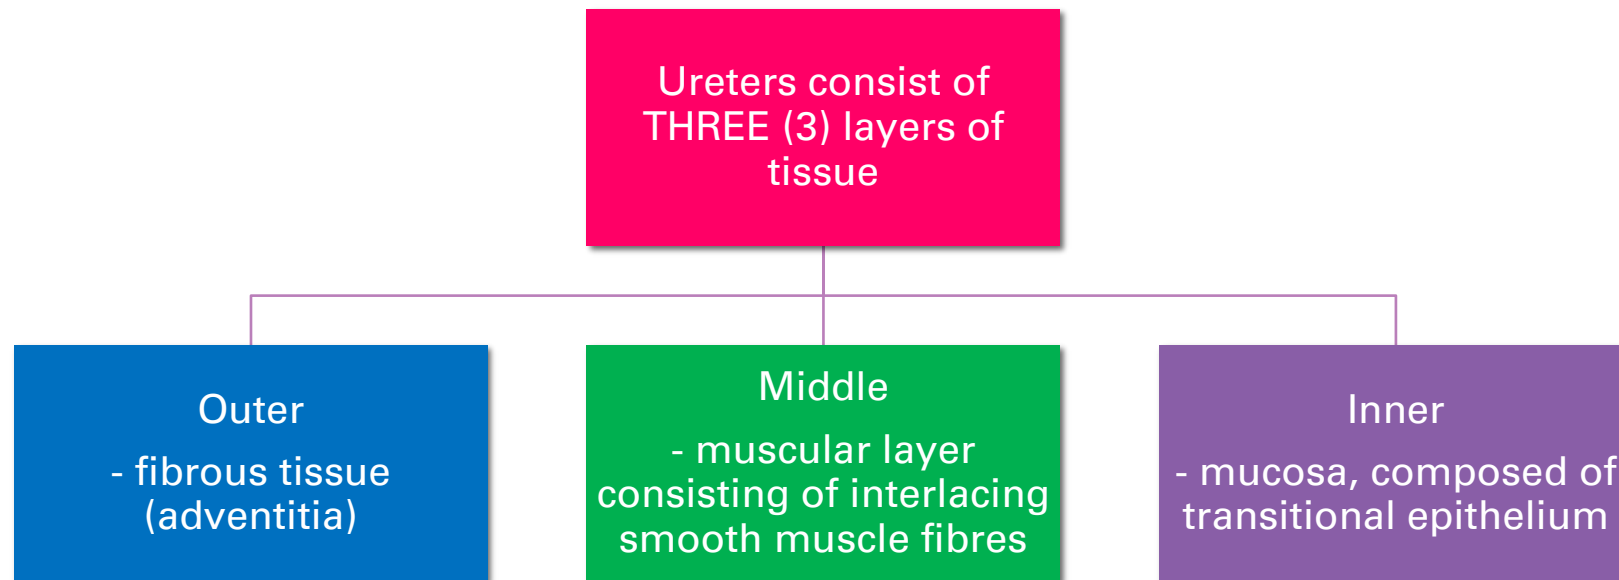 Ureters consist of
THREE (3) layers of
tissue
Outer
- fibrous tissue
(adventitia)
Middle
- muscular layer
consisting of interlacing
smooth muscle fibres
Inner
- mucosa, composed of
transitional epithelium